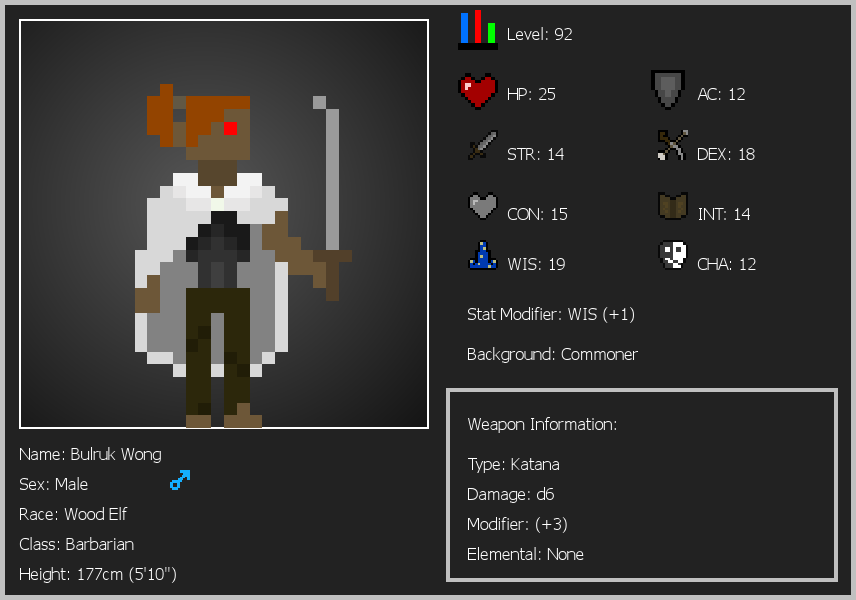 Level: 92
HP: 25
AC: 12
STR: 14
DEX: 18
CON: 15
INT: 14
WIS: 19
CHA: 12
Stat Modifier: WIS (+1)
Background: Commoner
Weapon Information:
Type: Katana
Damage: d6
Modifier: (+3)
Elemental: None
Name: Bulruk Wong
Sex: Male
Race: Wood Elf
Class: Barbarian
Height: 177cm (5'10")